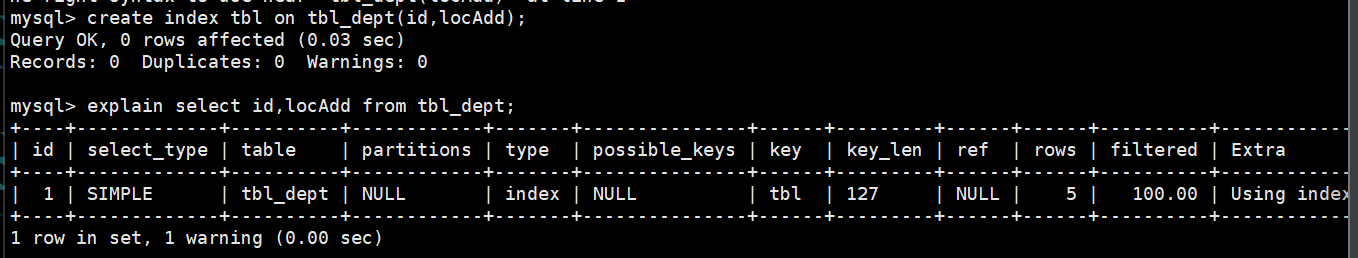 mysql> create index tbl on tbl_dept(id,locAdd);
Query OK, 0 rows affected (0.03 sec)
Records: 0  Duplicates: 0  Warnings: 0
mysql> explain select id,locAdd from tbl_dept;
+----+-------------+----------+------------+-------+---------------+------+---------+------+------+----------+------------
| id | select_type | table    | partitions | type  | possible_keys | key  | key_len | ref  | rows | filtered | Extra
+----+-------------+----------+------------+-------+---------------+------+---------+------+------+----------+------------
|  1 | SIMPLE      | tbl_dept | NULL       | index | NULL          | tbl  | 127     | NULL |    5 |   100.00 | Using index
+----+-------------+----------+------------+-------+---------------+------+---------+------+------+----------+------------
1 row in set, 1 warning (0.00 sec)